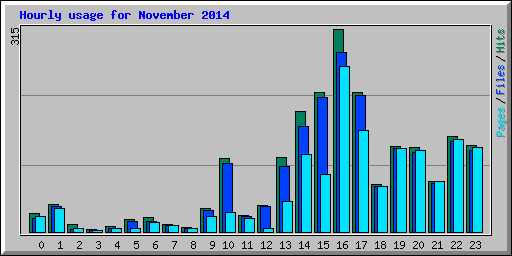 Hourly usage for November 2014
315
Pages / Files / Hits
0 1 2 3 4 5 6 7 8 9 10 11 12 13 14 15 16 17 18 19 20 21 22 23